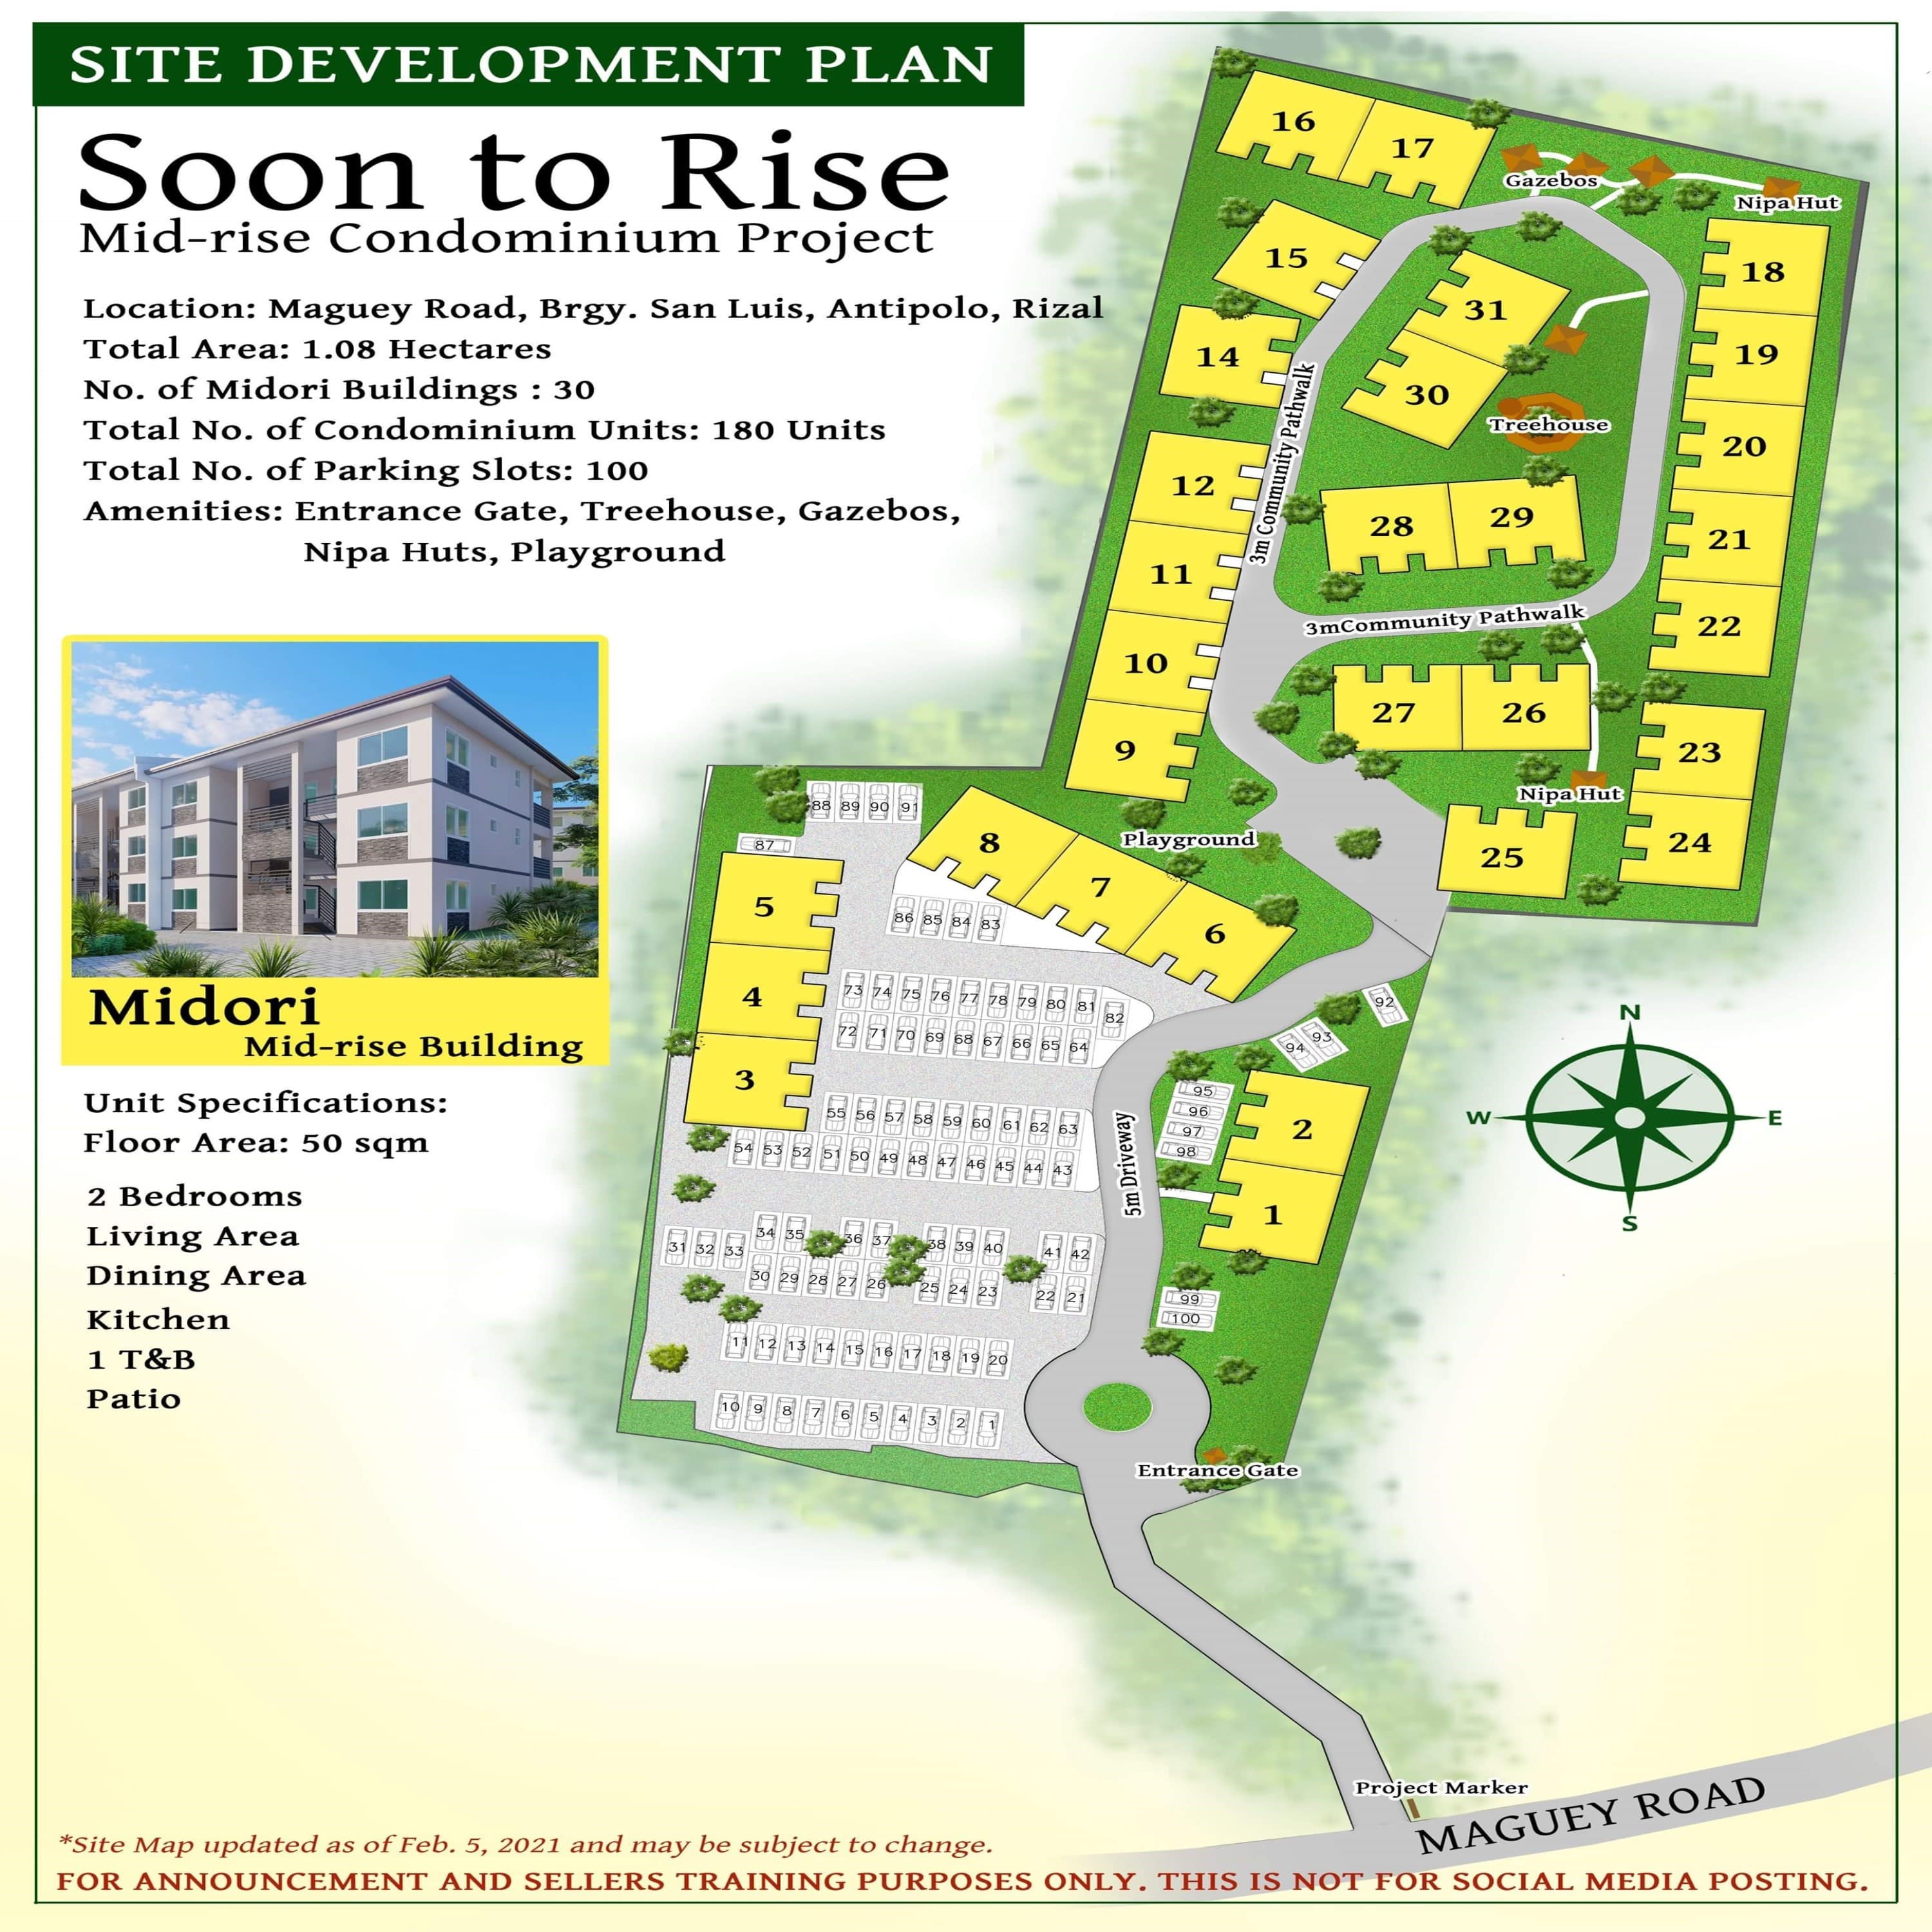 SITE DEVELOPMENT PLAN
Soon to Rise
Mid-rise Condominium Project
Location: Maguey Road, Brgy. San Luis, Antipolo, Rizal
Total Area: 1.08 Hectares
No. of Midori Buildings : 30
Total No. of Condominium Units: 180 Units
Total No. of Parking Slots: 100
Amenities: Entrance Gate, Treehouse, Gazebos,
Nipa Huts, Playground
Midori
Mid-rise Building
Unit Specifications:
Floor Area: 50 sqm
2 Bedrooms
Living Area
Dining Area
Kitchen
1 T&B
Patio
16
17
Gazebos
Nipa Hut
15
31
18
14
30
19
Treehouse
20
12
28
29
21
3m Community Pathwalk
11
3mCommunity Pathwalk
22
10
27
26
9
23
Nipa Hut
Playground
25
24
88 89 90 91
87
8
7
6
5
4
3
86 85 84 83
73 74 75 76 77 78 79 80 81 82
72 71 70 69 68 67 66 65 64
92
93
94
95
96
97
98
2
1
55 56 57 58 59 60 61 62 63
54 53 52 51 50 49 48 47 46 45 44 43
5m Driveway
31 32 33 34 35 36 37 38 39 40 41 42
30 29 28 27 26 25 24 23 22 21
99
100
11 12 13 14 15 16 17 18 19 20
10 9 8 7 6 5 4 3 2 1
Entrance Gate
N
W
E
S
Project Marker
MAGUEY ROAD
*Site Map updated as of Feb. 5, 2021 and may be subject to change.
FOR ANNOUNCEMENT AND SELLERS TRAINING PURPOSES ONLY. THIS IS NOT FOR SOCIAL MEDIA POSTING.